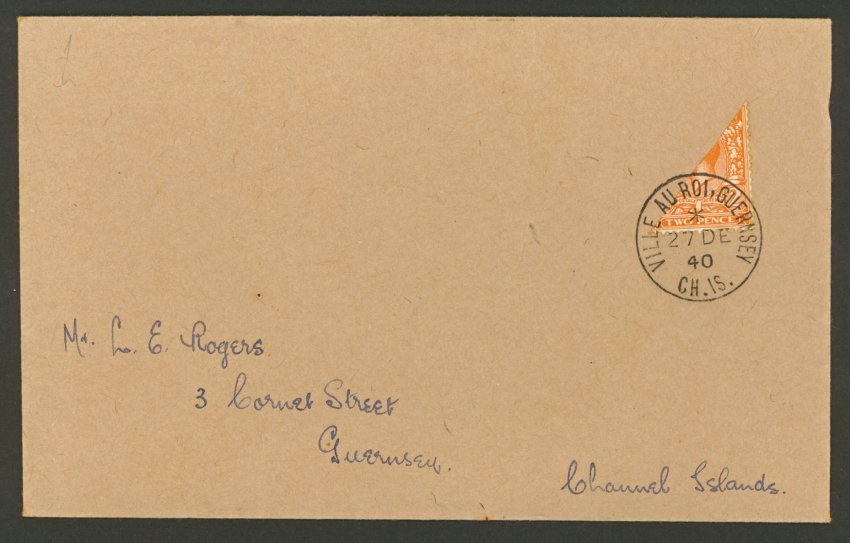 TWO PENCE
VILLE AU ROI, GUERNSEY
27 DE
40
CH. IS.
Mr. L. E. Rogers.
3 Cornet Street
Guernsey.
Channel Islands.